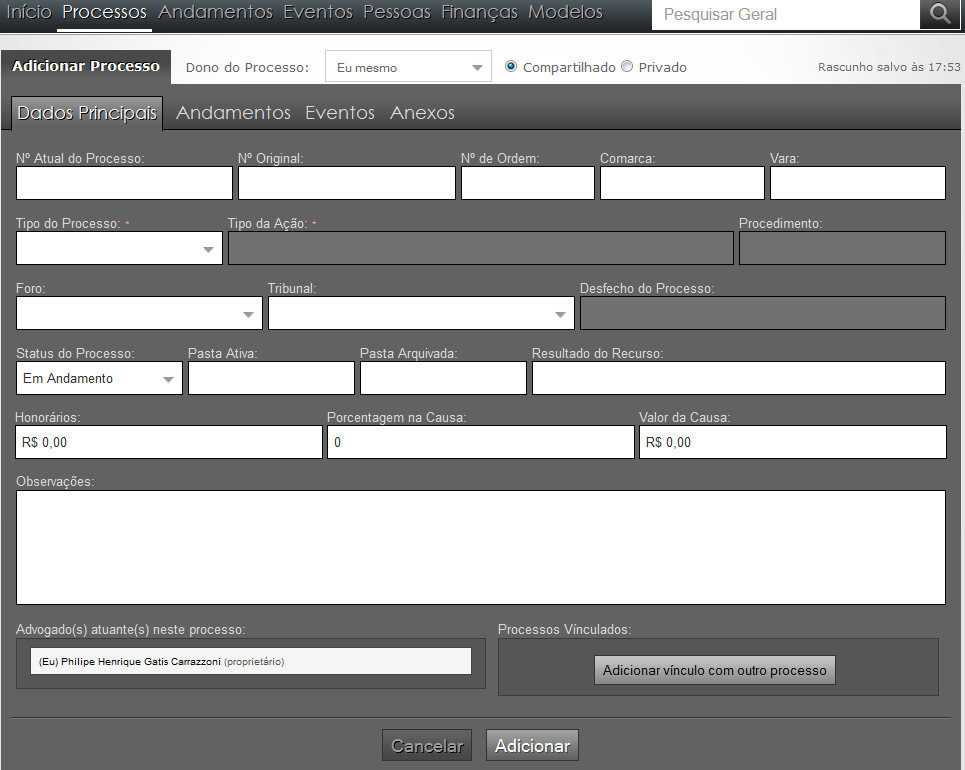 Início Processos Andamentos Eventos Pessoas Finanças Modelos Pesquisar Geral
Adicionar Processo Dono do Processo: Eu mesmo Compartilhado Privado Rascunho salvo às 17:53
Dados Principais Andamentos Eventos Anexos
Nº Atual do Processo: Nº Original: Nº de Ordem: Comarca: Vara:
Tipo do Processo: * Tipo da Ação: * Procedimento:
Foro: Tribunal: Desfecho do Processo:
Status do Processo: Pasta Ativa: Pasta Arquivada: Resultado do Recurso:
Em Andamento
Honorários: Porcentagem na Causa: Valor da Causa:
R$ 0,00 0 R$ 0,00
Observações:
Advogado(s) atuante(s) neste processo: Processos Vínculados:
(Eu) Philipe Henrique Gatis Carrazzoni (proprietário)
Adicionar vínculo com outro processo
Cancelar Adicionar